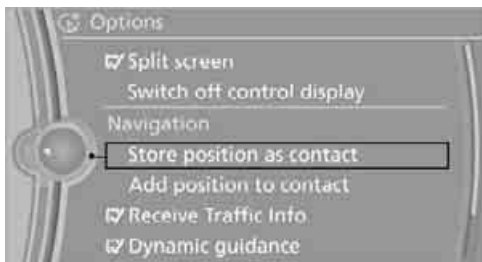 Options
Split screen
Switch off control display
Navigation
Store position as contact
Add position to contact
Receive Traffic Info
Dynamic guidance